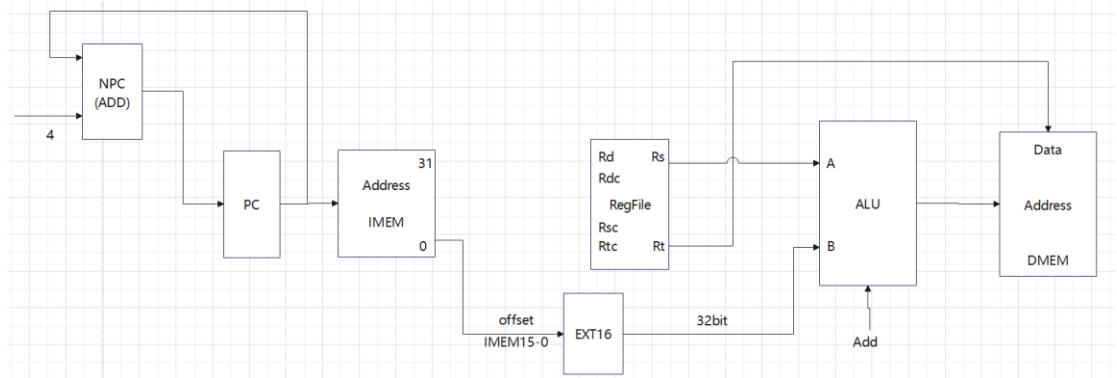 NPC
(ADD)
4
PC
31
Address
IMEM
0
offset
IMEM15-0
EXT16
32bit
Rd Rs
Rdc
RegFile
Rsc
Rtc Rt
A
ALU
B
Add
Data
Address
DMEM